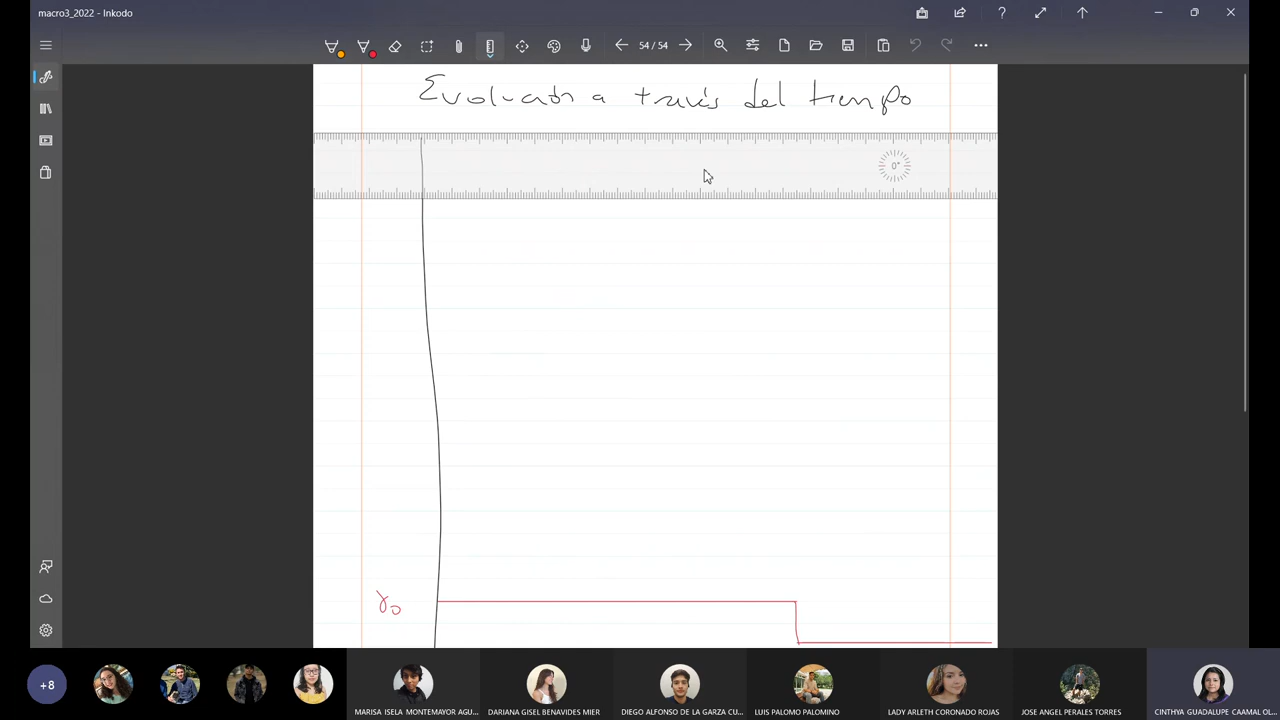 macro3_2022 - Inkodo
54 / 54
Evolución a través del tiempo
0°
γ0
+8
MARISA ISELA MONTEMAYOR AGU...
DARIANA GISEL BENAVIDES MIER
DIEGO ALFONSO DE LA GARZA CU...
LUIS PALOMO PALOMINO
LADY ARLETH CORONADO ROJAS
JOSE ANGEL PERALES TORRES
CINTHYA GUADALUPE CAAMAL OL...